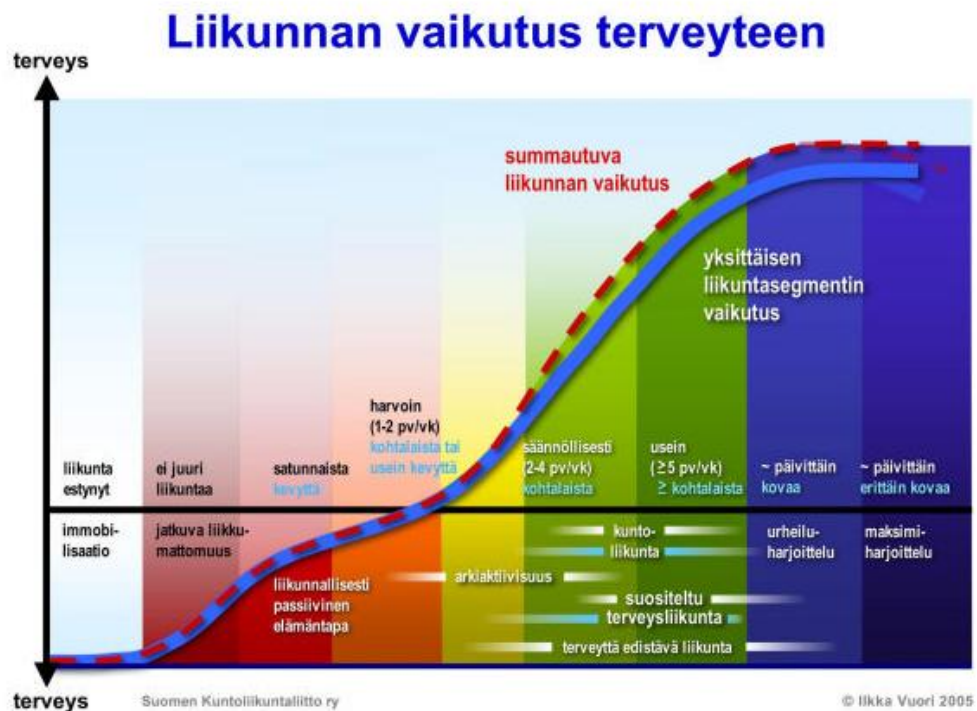 Liikunnan vaikutus terveyteen
terveys
summautuva
liikunnan vaikutus
yksittäisen
liikuntasegmentin
vaikutus
liikunta
estynyt
ei juuri
liikuntaa
satunnaista
kevyttä
harvoin
(1-2 pv/vk)
kohtalaista tai
usein kevyttä
säännöllisesti
(2-4 pv/vk)
kohtalaista
usein
(≥5 pv/vk)
≥ kohtalaista
~ päivittäin
kovaa
~ päivittäin
erittäin kovaa
immobi-
lisaatio
jatkuva liikku-
mattomuus
liikunnallisesti
passiivinen
elämäntapa
arkiaktiivisuus
kunto-
liikunta
suositeltu
terveysliikunta
terveyttä edistävä liikunta
urheilu-
harjoittelu
maksimi-
harjoittelu
terveys
Suomen Kuntoliikuntaliitto ry
© Ilkka Vuori 2005